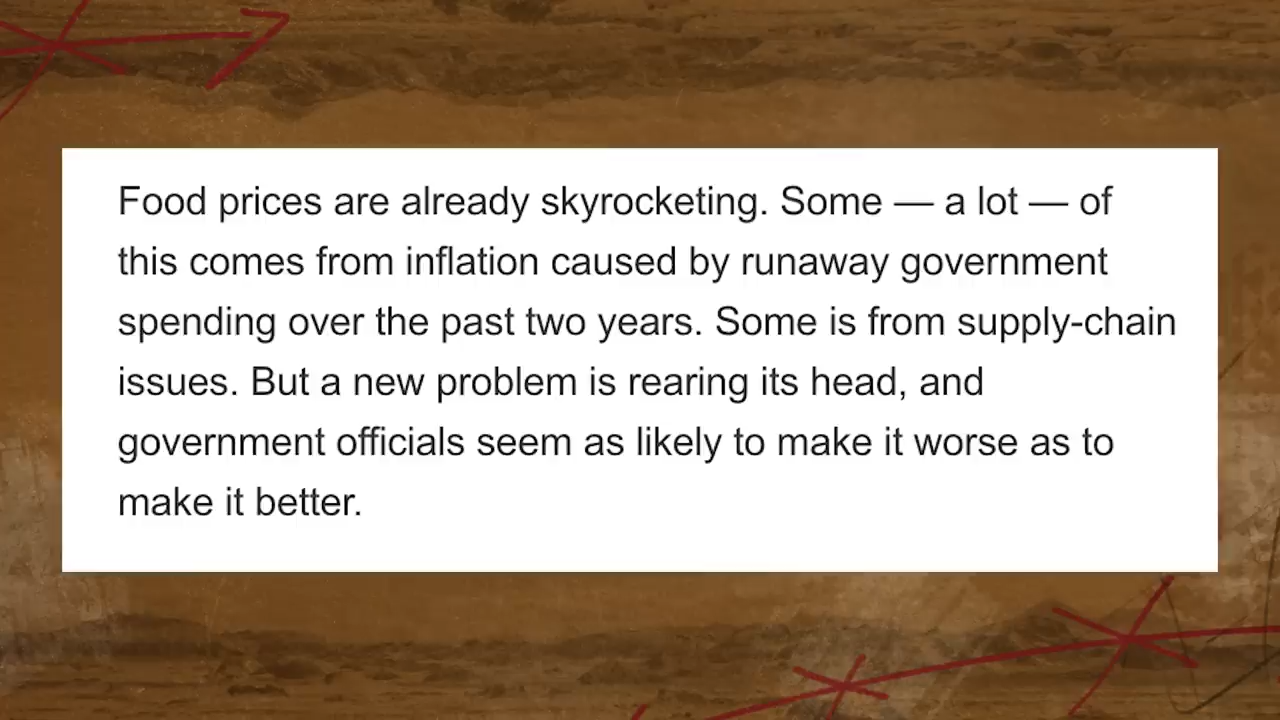 Food prices are already skyrocketing. Some — a lot — of
this comes from inflation caused by runaway government
spending over the past two years. Some is from supply-chain
issues. But a new problem is rearing its head, and
government officials seem as likely to make it worse as to
make it better.